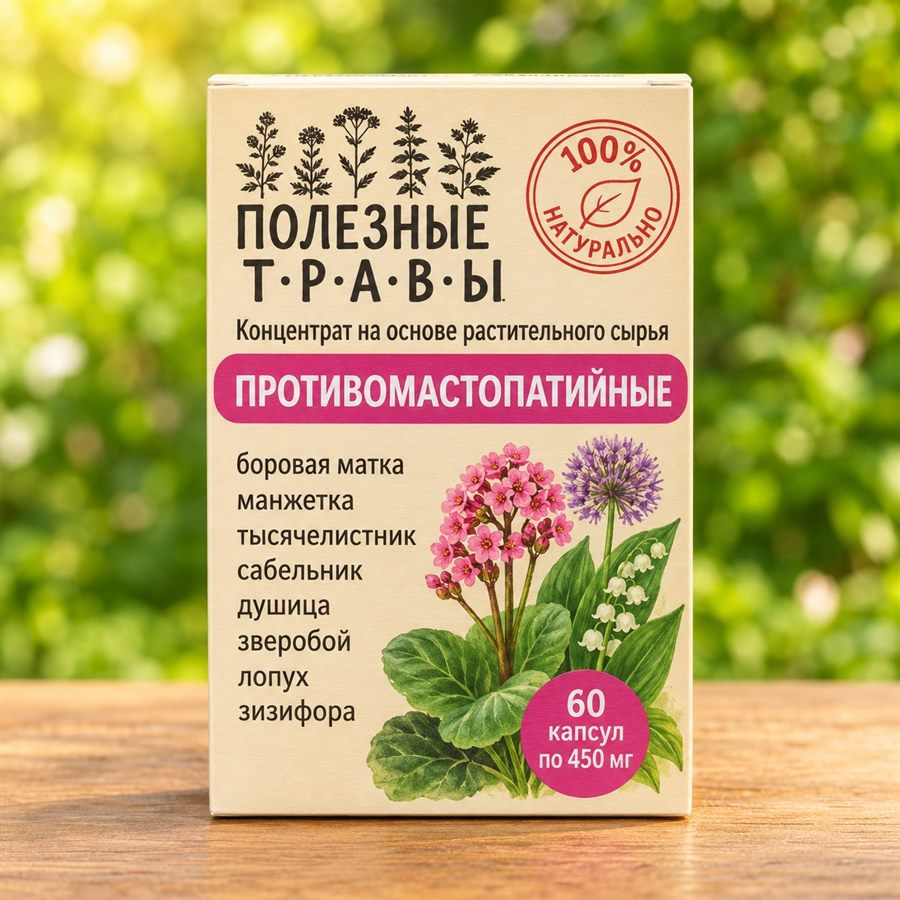 ПОЛЕЗНЫЕ
Т·Р·А·В·Ы.
100%
НАТУРАЛЬНО
Концентрат на основе растительного сырья
ПРОТИВОМАСТОПАТИЙНЫЕ
боровая матка
манжетка
тысячелистник
сабельник
душица
зверобой
лопух
зизифора
60
капсул
по 450 мг